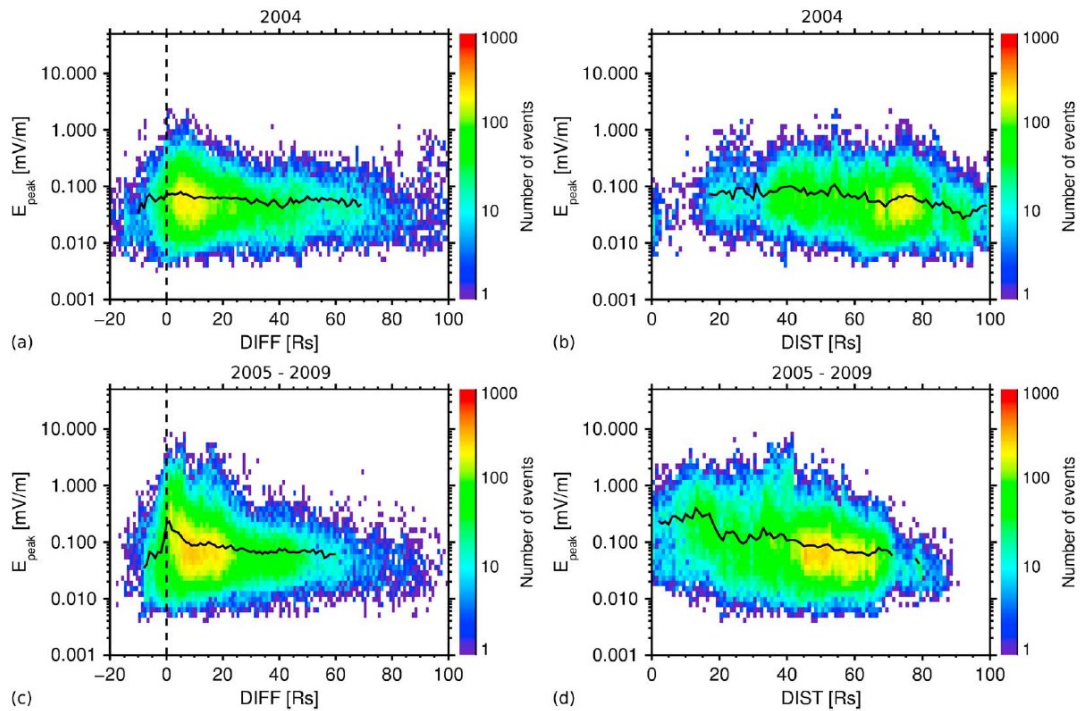 2004
10.000
1.000
0.100
0.010
0.001
E_peak [mV/m]
−20 0 20 40 60 80 100
DIFF [Rs]
(a)
1000
100
10
1
Number of events
2004
10.000
1.000
0.100
0.010
0.001
E_peak [mV/m]
0 20 40 60 80 100
DIST [Rs]
(b)
1000
100
10
1
Number of events
2005 - 2009
10.000
1.000
0.100
0.010
0.001
E_peak [mV/m]
−20 0 20 40 60 80 100
DIFF [Rs]
(c)
1000
100
10
1
Number of events
2005 - 2009
10.000
1.000
0.100
0.010
0.001
E_peak [mV/m]
0 20 40 60 80 100
DIST [Rs]
(d)
1000
100
10
1
Number of events